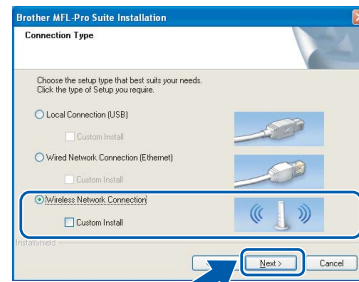 Brother MFL-Pro Suite Installation
Connection Type
Choose the setup type that best suits your needs.
Click the type of Setup you require.
Local Connection (USB)
Custom Install
Wired Network Connection (Ethernet)
Custom Install
Wireless Network Connection
Custom Install
InstallShield
Next > Cancel